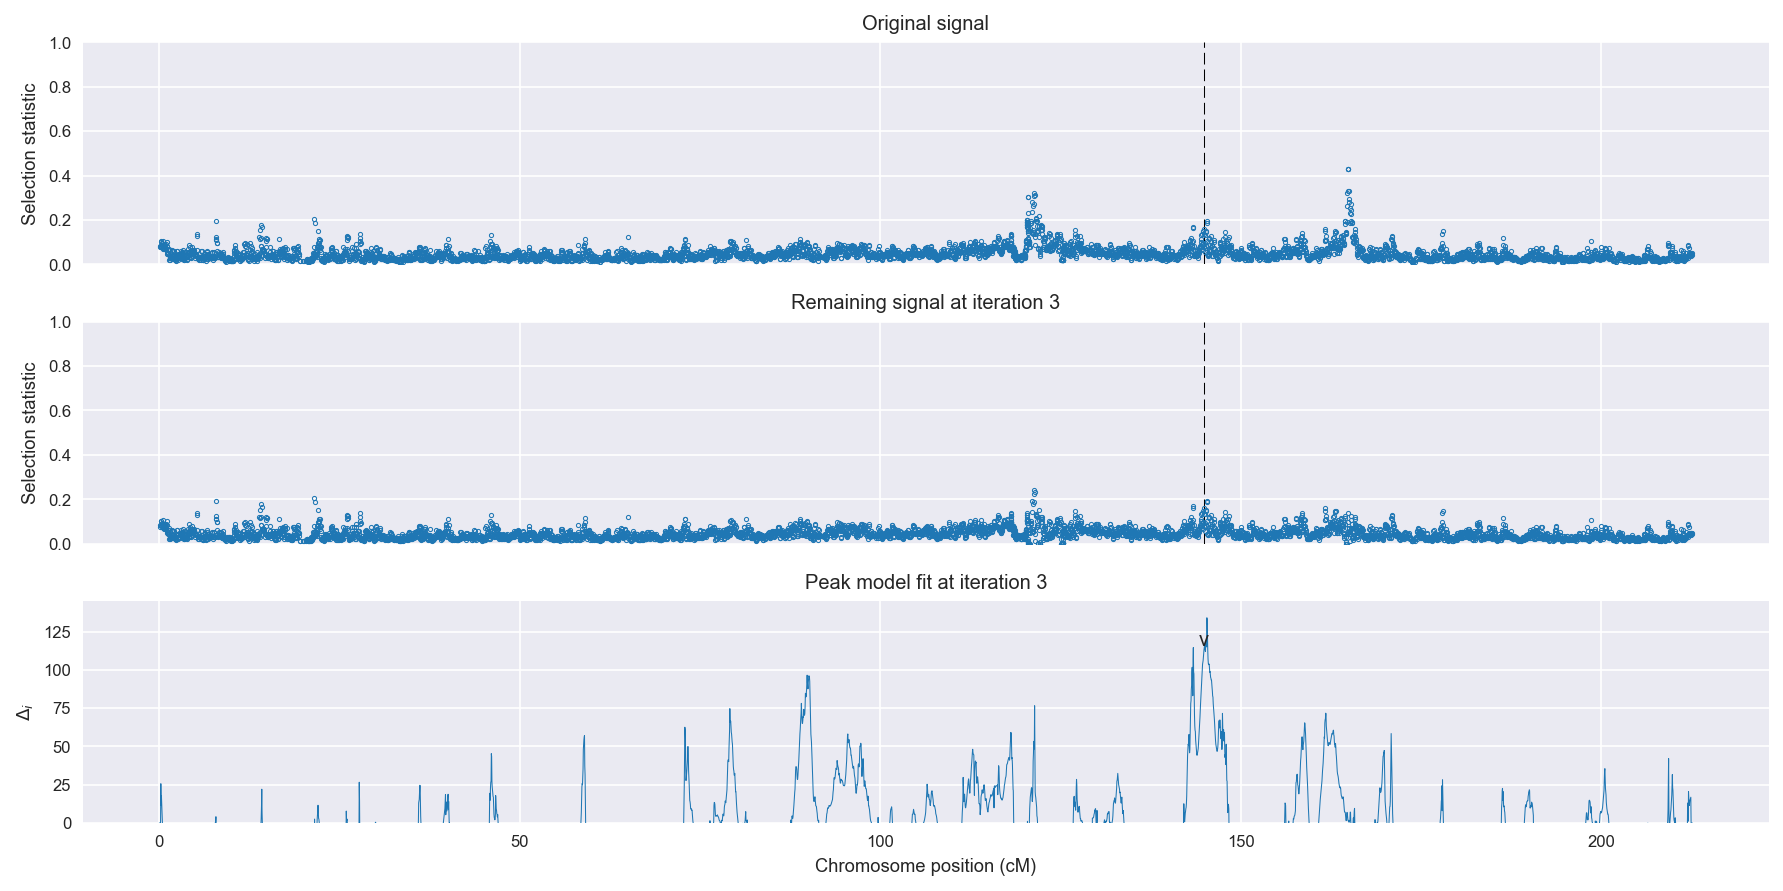 Original signal
1.0
0.8
0.6
0.4
0.2
0.0
Selection statistic
Remaining signal at iteration 3
1.0
0.8
0.6
0.4
0.2
0.0
Selection statistic
Peak model fit at iteration 3
125
100
75
50
25
0
Δi
v
0 50 100 150 200
Chromosome position (cM)